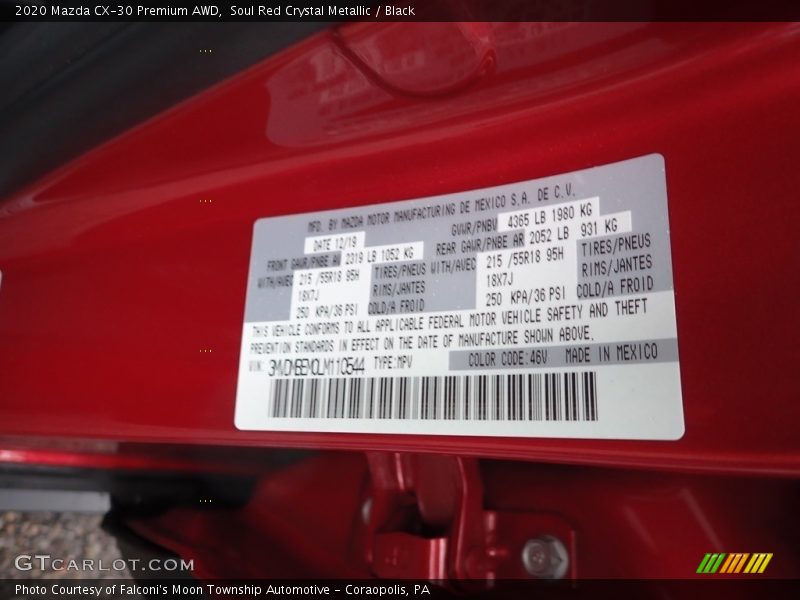 2020 Mazda CX-30 Premium AWD,  Soul Red Crystal Metallic / Black
MFD. BY MAZDA MOTOR MANUFACTURING DE MEXICO S.A. DE C.V.
DATE 12/19 GVWR/PNBV 4365 LB 1980 KG
FRONT GAWR/PNBE AV 2319 LB 1052 KG REAR GAWR/PNBE AR 2052 LB 931 KG
WITH/AVEC 215 /55R18 95H TIRES/PNEUS WITH/AVEC 215 /55R18 95H TIRES/PNEUS
18X7J RIMS/JANTES 18X7J RIMS/JANTES
250 KPA/36 PSI COLD/A FROID 250 KPA/36 PSI COLD/A FROID
THIS VEHICLE CONFORMS TO ALL APPLICABLE FEDERAL MOTOR VEHICLE SAFETY AND THEFT
PREVENTION STANDARDS IN EFFECT ON THE DATE OF MANUFACTURE SHOWN ABOVE.
VIN: 3MVDMBEM0LM110544 TYPE:MPV COLOR CODE:46V MADE IN MEXICO
GTCARLOT.COM
Photo Courtesy of Falconi's Moon Township Automotive - Coraopolis, PA